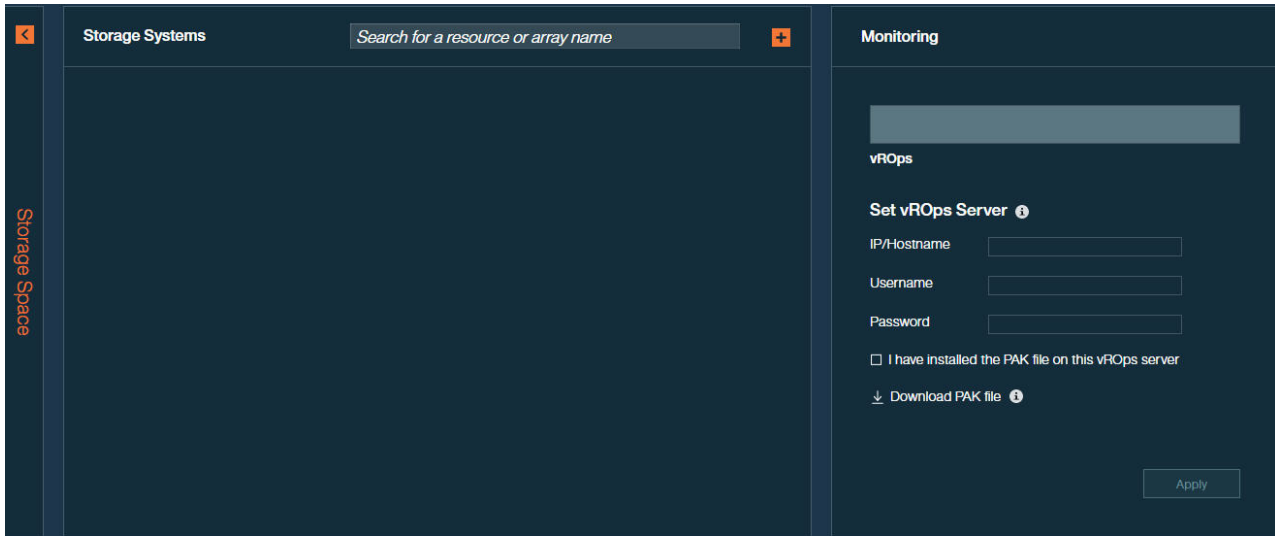 Storage Space
Storage Systems
Search for a resource or array name
Monitoring
vROps
Set vROps Server
IP/Hostname
Username
Password
I have installed the PAK file on this vROps server
Download PAK file
Apply